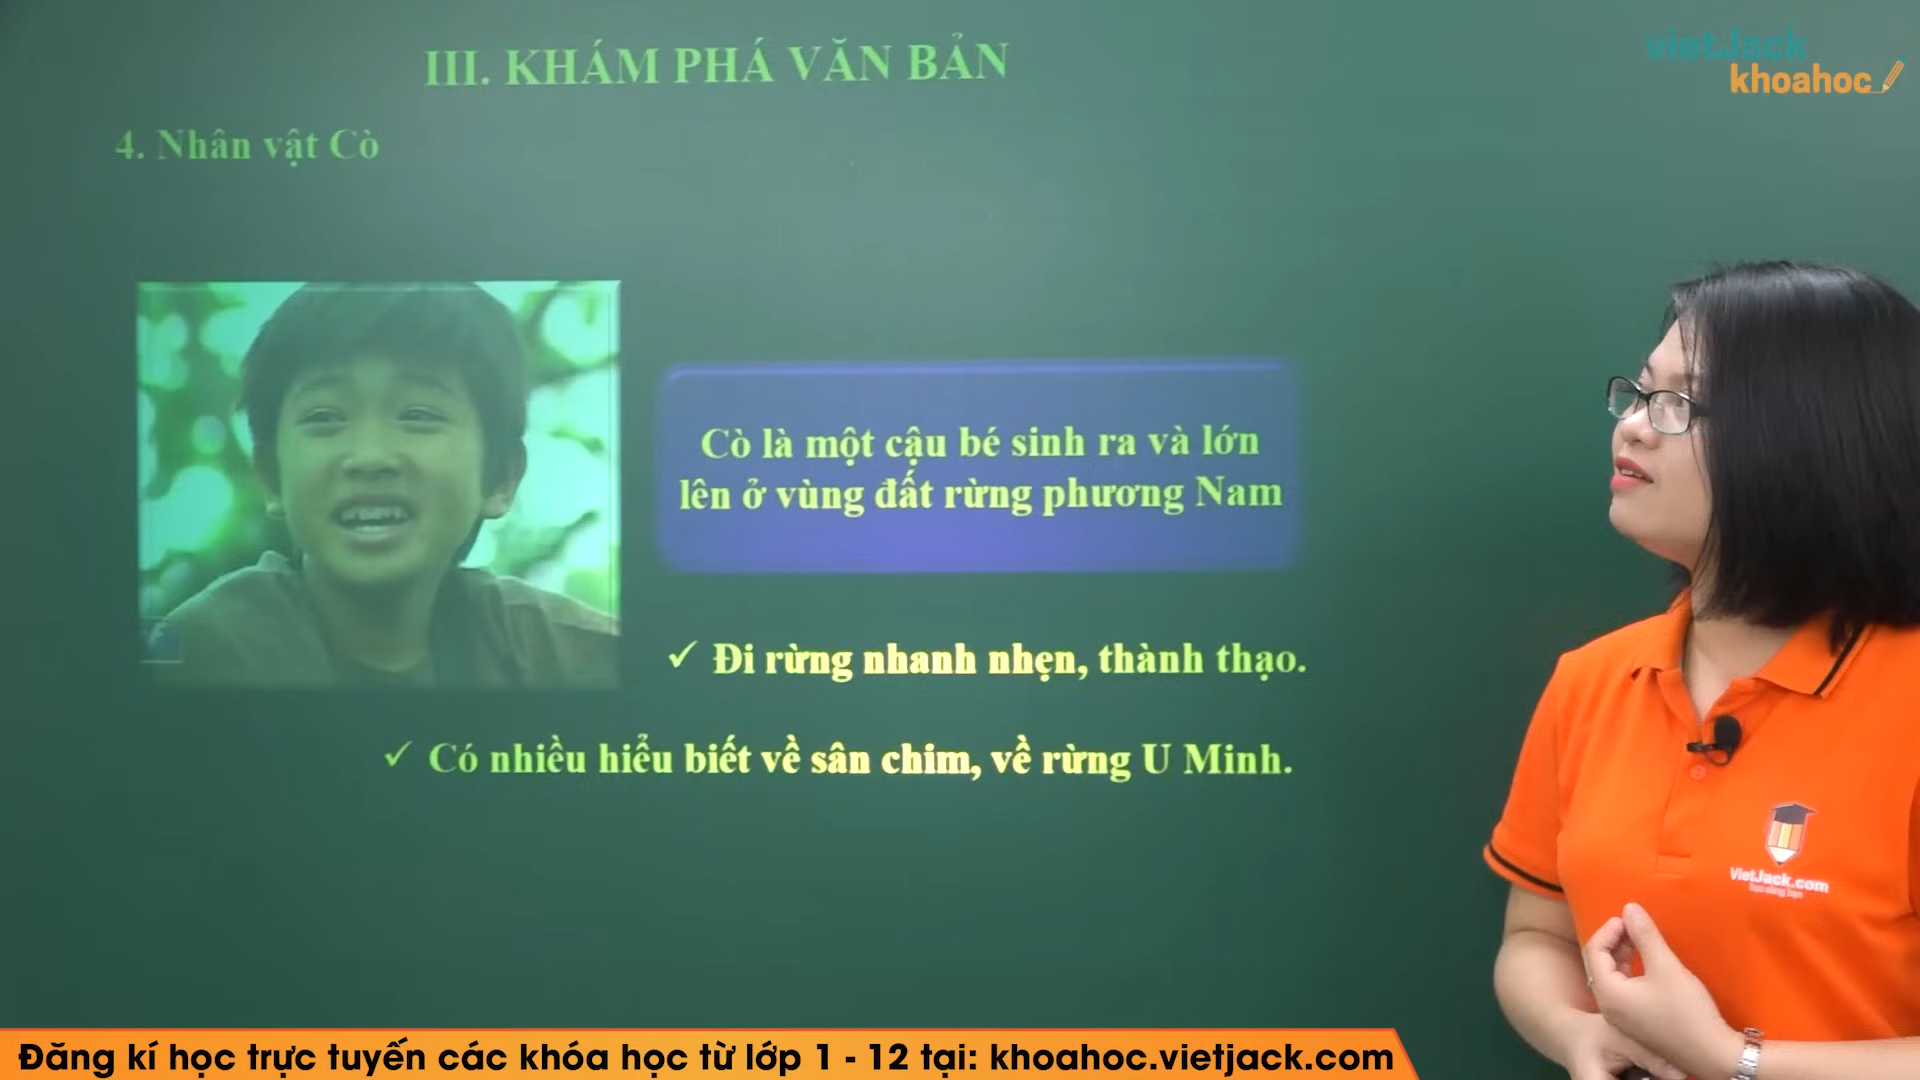 III. KHÁM PHÁ VĂN BẢN
vietJack
khoahoc
4. Nhân vật Cò
Cò là một cậu bé sinh ra và lớn
lên ở vùng đất rừng phương Nam
✓ Đi rừng nhanh nhẹn, thành thạo.
✓ Có nhiều hiểu biết về sân chim, về rừng U Minh.
VietJack.com
học cùng bạn
Đăng kí học trực tuyến các khóa học từ lớp 1 - 12 tại: khoahoc.vietjack.com